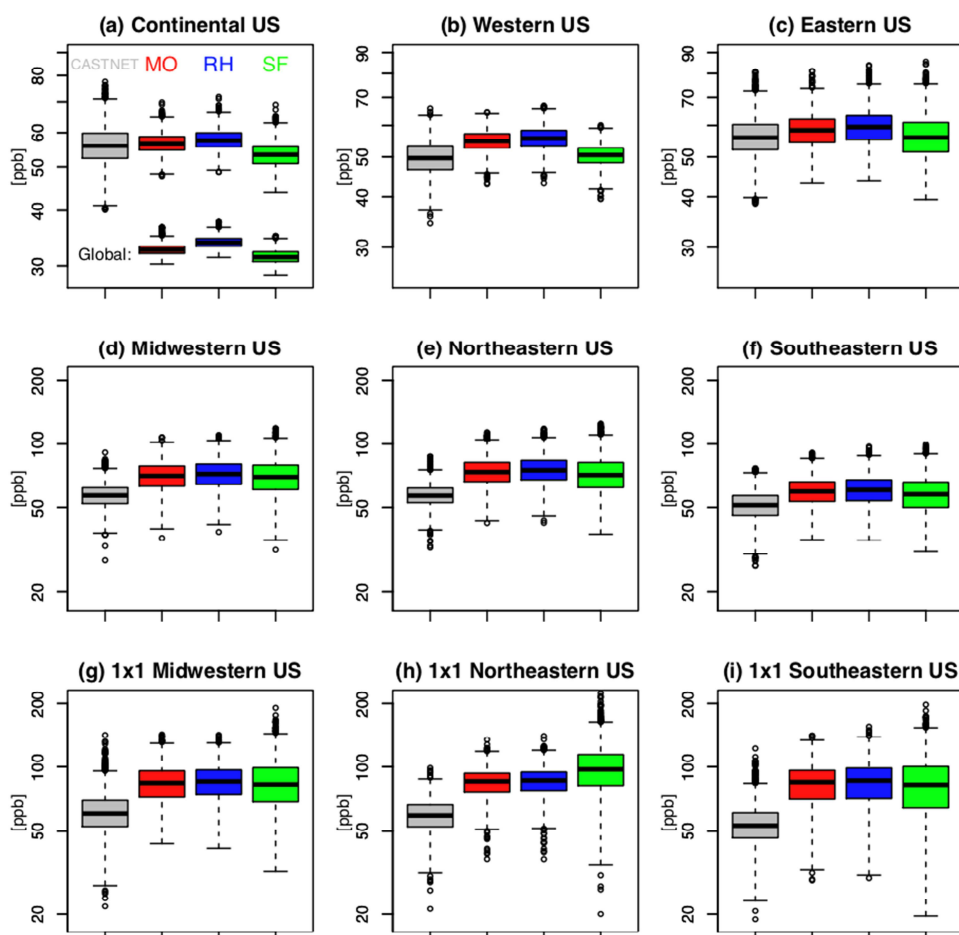 (a) Continental US
(b) Western US
(c) Eastern US
CASTNET MO RH SF
Global:
[ppb]
30 40 50 60 80
[ppb]
30 40 50 70 90
[ppb]
30 40 50 70 90
(d) Midwestern US
(e) Northeastern US
(f) Southeastern US
[ppb]
20 50 100 200
[ppb]
20 50 100 200
[ppb]
20 50 100 200
(g) 1x1 Midwestern US
(h) 1x1 Northeastern US
(i) 1x1 Southeastern US
[ppb]
20 50 100 200
[ppb]
20 50 100 200
[ppb]
20 50 100 200